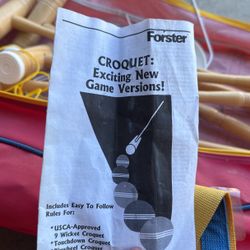 Forster
CROQUET:
Exciting New
Game Versions!
Includes Easy To Follow
Rules For:
*USCA-Approved
9 Wicket Croquet
*Touchdown Croquet
Croquet